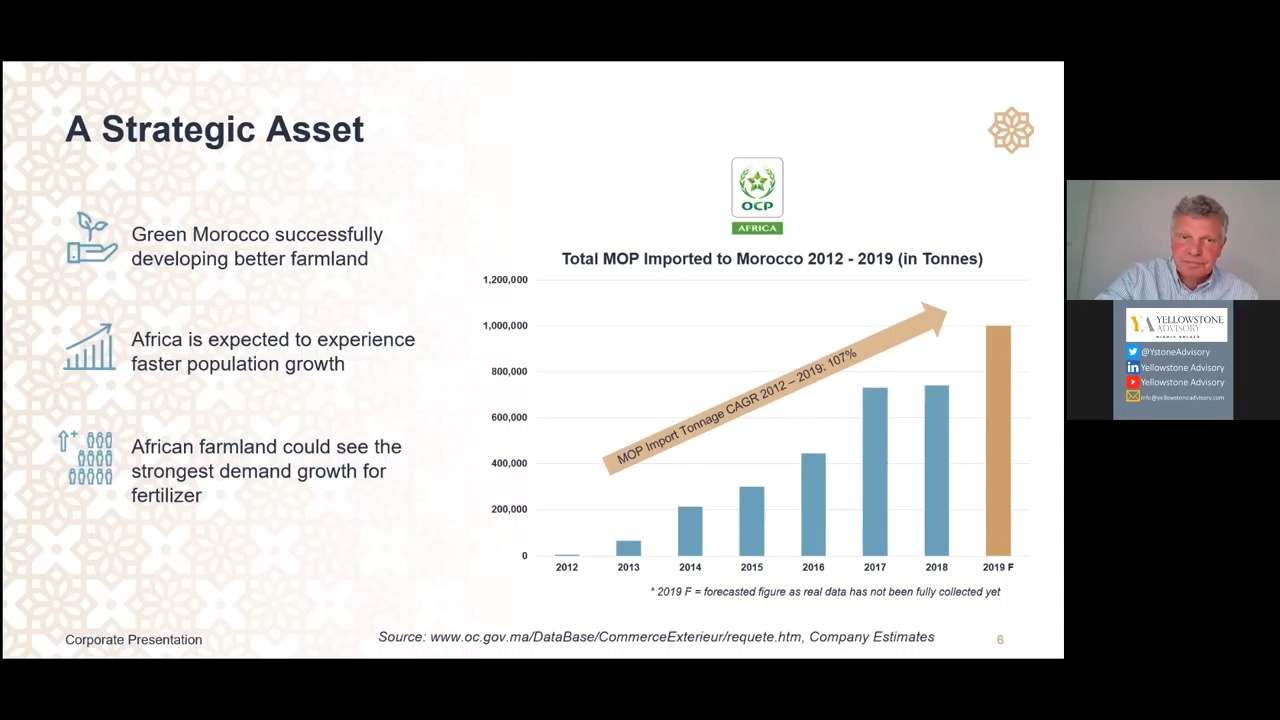 A Strategic Asset
Green Morocco successfully
developing better farmland
Africa is expected to experience
faster population growth
African farmland could see the
strongest demand growth for
fertilizer
OCP
AFRICA
Total MOP Imported to Morocco 2012 - 2019 (in Tonnes)
1,200,000
1,000,000
800,000
600,000
400,000
200,000
0
MOP Import Tonnage CAGR 2012 – 2019: 107%
2012 2013 2014 2015 2016 2017 2018 2019 F
* 2019 F = forecasted figure as real data has not been fully collected yet
Corporate Presentation
Source: www.oc.gov.ma/DataBase/CommerceExterieur/requete.htm, Company Estimates
6
YA YELLOWSTONE
ADVISORY
@YstoneAdvisory
in Yellowstone Advisory
Yellowstone Advisory
info@yellowstoneadvisory.com